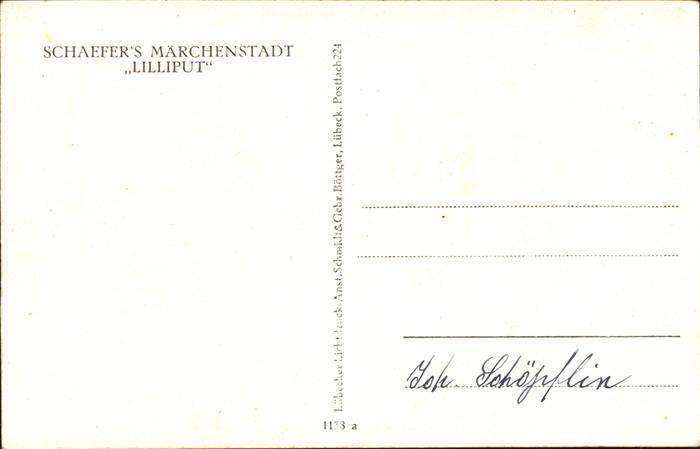 SCHAEFER'S MÄRCHENSTADT
„LILLIPUT“
Lübecker Lichtdruck-Anst. Schmidt & Gebr. Böttger, Lübeck, Postfach 224
Joh. Schöpflin
1133 a